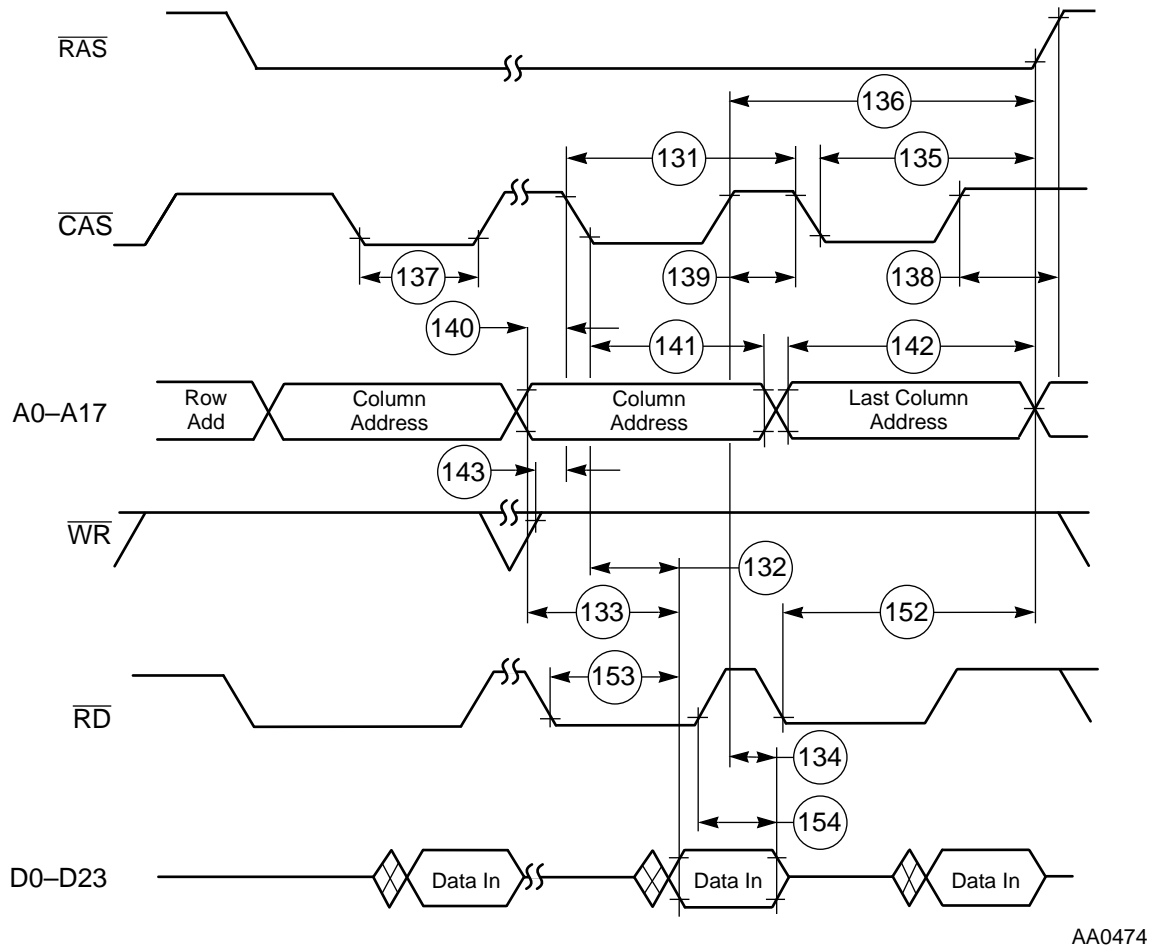 RAS
136
131
135
CAS
137
139
138
140
141
142
A0–A17
Row
Add
Column
Address
Column
Address
Last Column
Address
143
WR
132
133
152
153
RD
134
154
D0–D23
Data In
Data In
Data In
AA0474